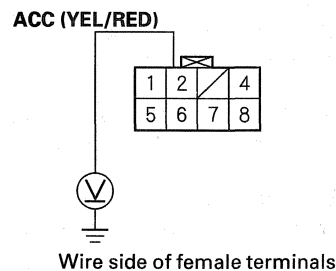 ACC (YEL/RED)
1 2 4
5 6 7 8
V
Wire side of female terminals